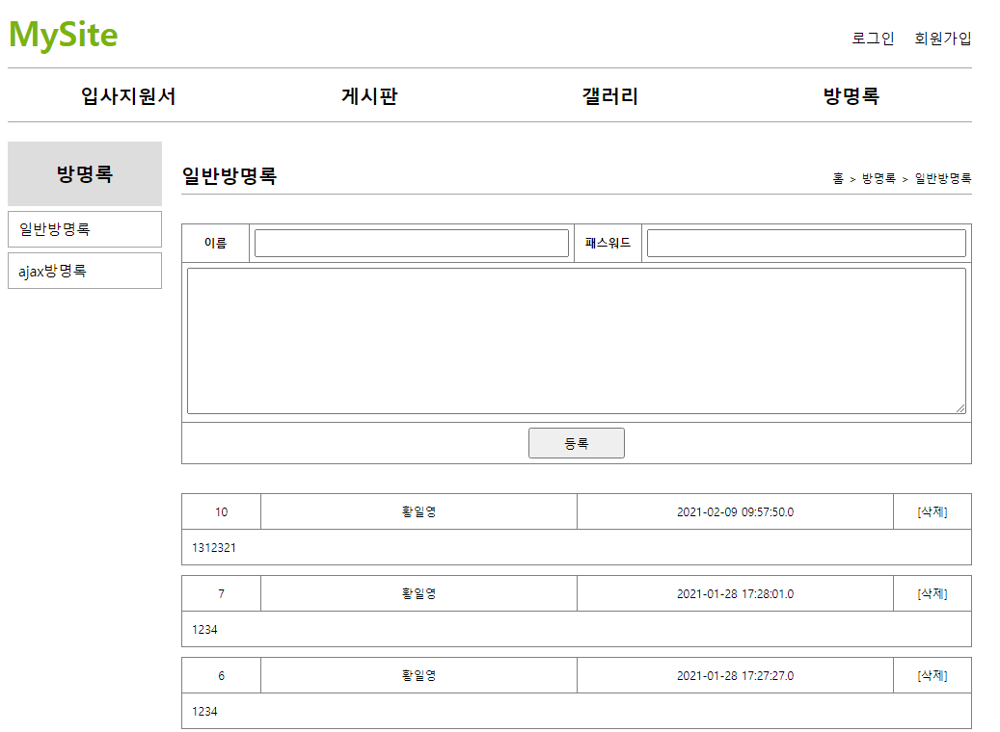 MySite
로그인 회원가입
입사지원서 게시판 갤러리 방명록
방명록
일반방명록
ajax방명록
일반방명록
홈 > 방명록 > 일반방명록
이름 패스워드
등록
10 황일영 2021-02-09 09:57:50.0 [삭제]
1312321
7 황일영 2021-01-28 17:28:01.0 [삭제]
1234
6 황일영 2021-01-28 17:27:27.0 [삭제]
1234